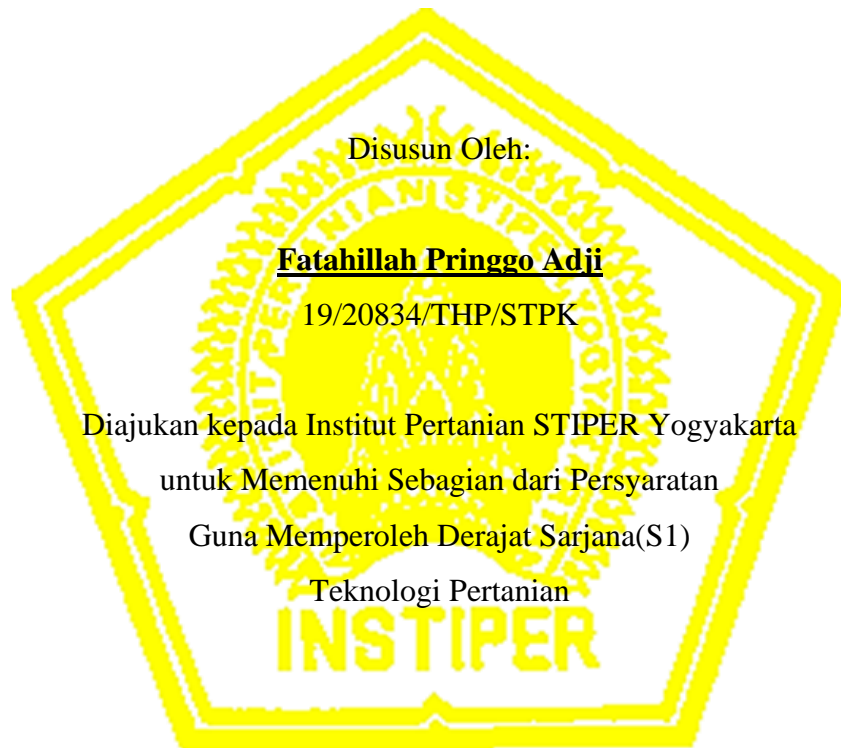 Disusun Oleh:
Fatahillah Pringgo Adji
19/20834/THP/STPK
Diajukan kepada Institut Pertanian STIPER Yogyakarta
untuk Memenuhi Sebagian dari Persyaratan
Guna Memperoleh Derajat Sarjana(S1)
Teknologi Pertanian
INSTIPER